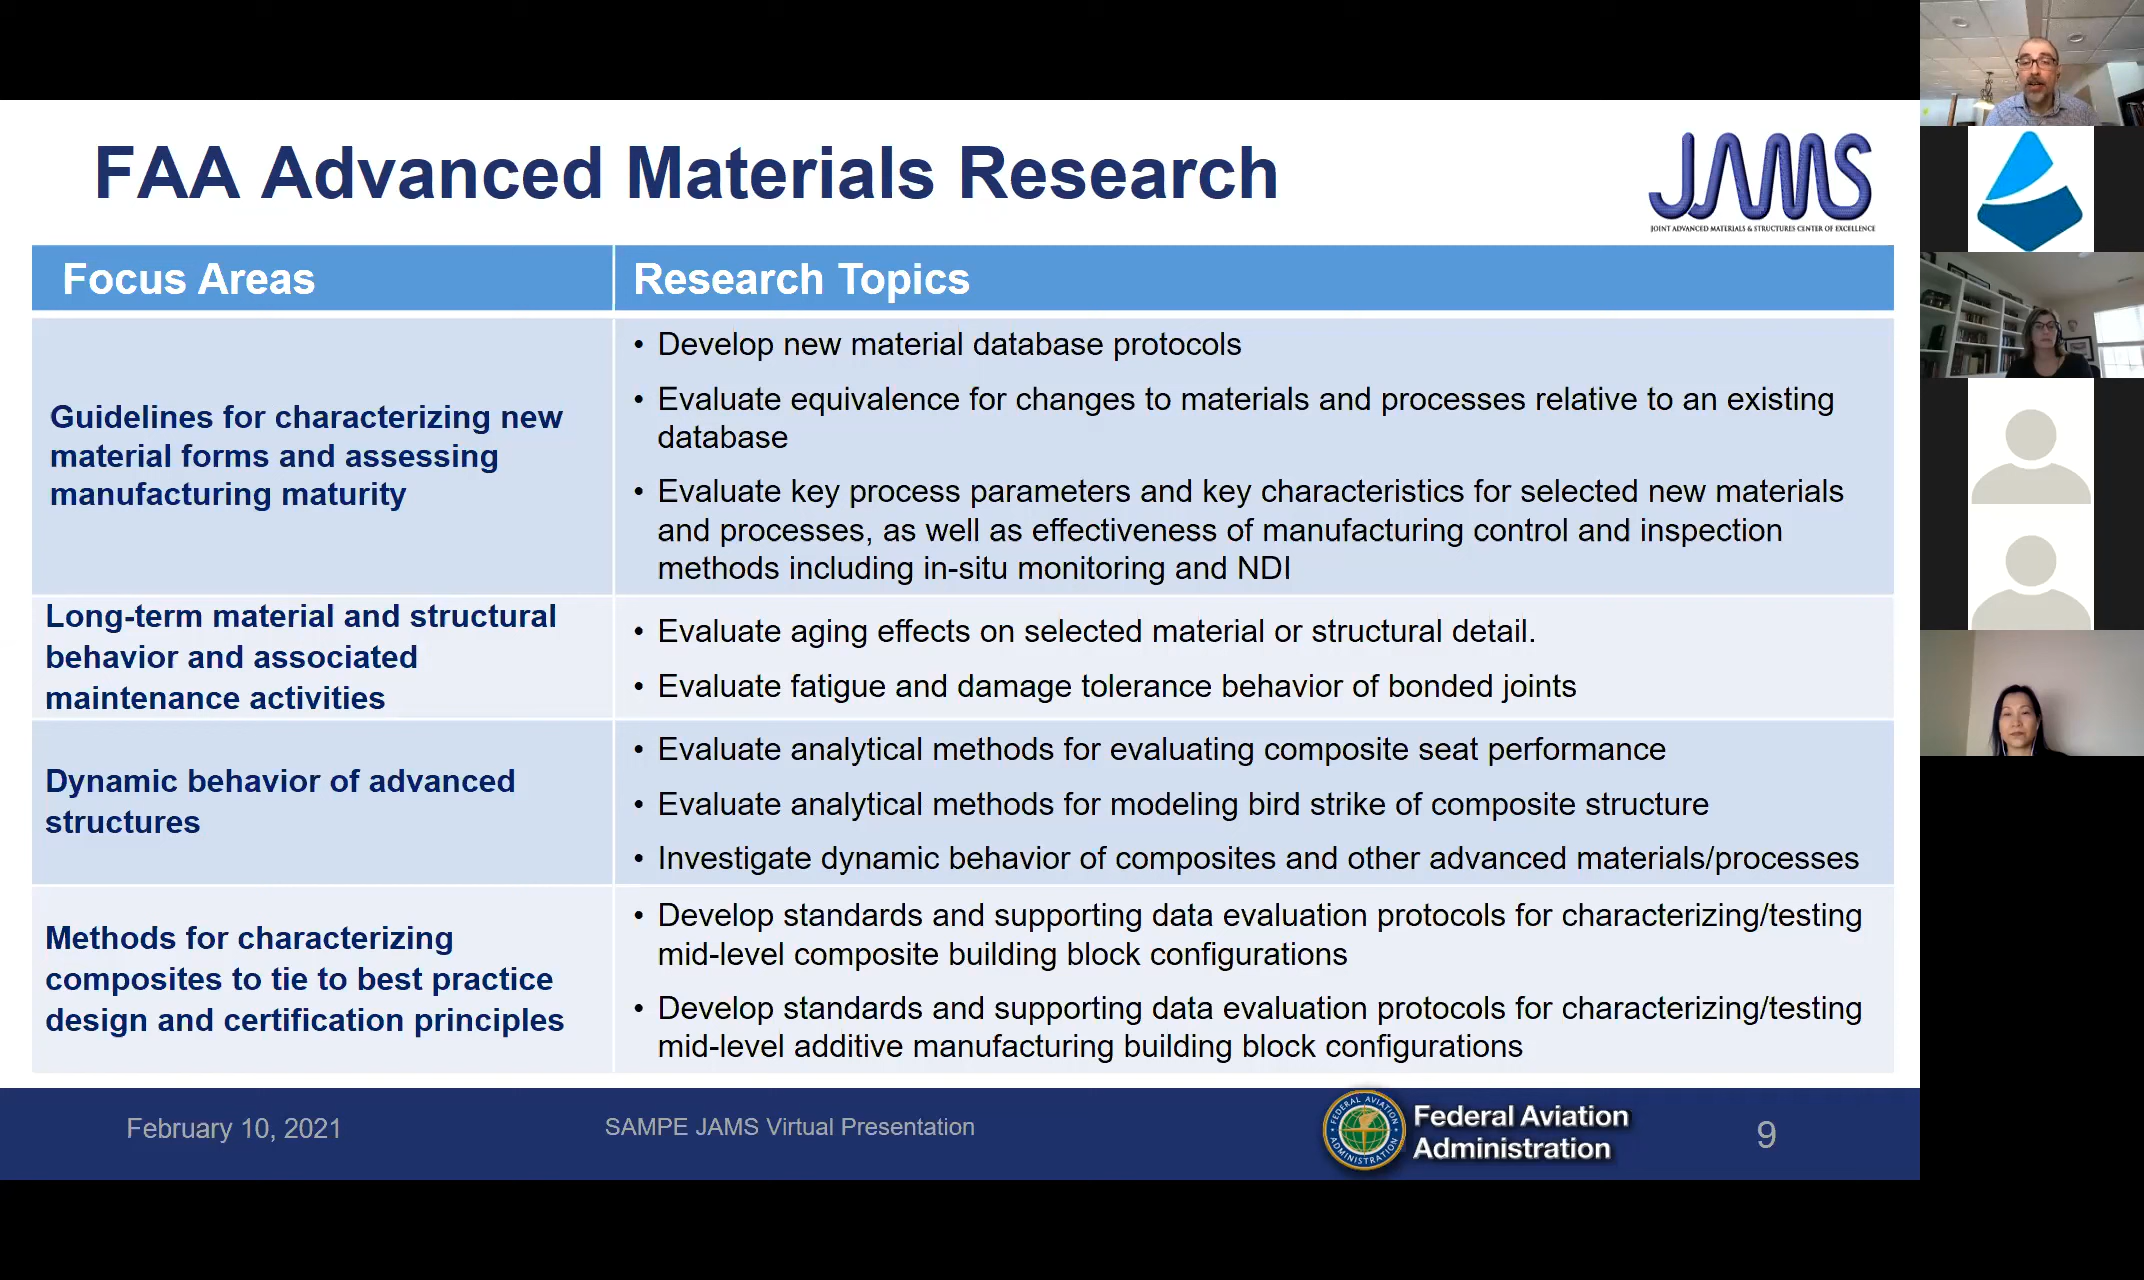 FAA Advanced Materials Research
JAMS
JOINT ADVANCED MATERIALS & STRUCTURES CENTER OF EXCELLENCE
Focus Areas
Research Topics
Guidelines for characterizing new
material forms and assessing
manufacturing maturity
• Develop new material database protocols
• Evaluate equivalence for changes to materials and processes relative to an existing
database
• Evaluate key process parameters and key characteristics for selected new materials
and processes, as well as effectiveness of manufacturing control and inspection
methods including in-situ monitoring and NDI
Long-term material and structural
behavior and associated
maintenance activities
• Evaluate aging effects on selected material or structural detail.
• Evaluate fatigue and damage tolerance behavior of bonded joints
Dynamic behavior of advanced
structures
• Evaluate analytical methods for evaluating composite seat performance
• Evaluate analytical methods for modeling bird strike of composite structure
• Investigate dynamic behavior of composites and other advanced materials/processes
Methods for characterizing
composites to tie to best practice
design and certification principles
• Develop standards and supporting data evaluation protocols for characterizing/testing
mid-level composite building block configurations
• Develop standards and supporting data evaluation protocols for characterizing/testing
mid-level additive manufacturing building block configurations
February 10, 2021
SAMPE JAMS Virtual Presentation
FEDERAL AVIATION
ADMINISTRATION
Federal Aviation
Administration
9